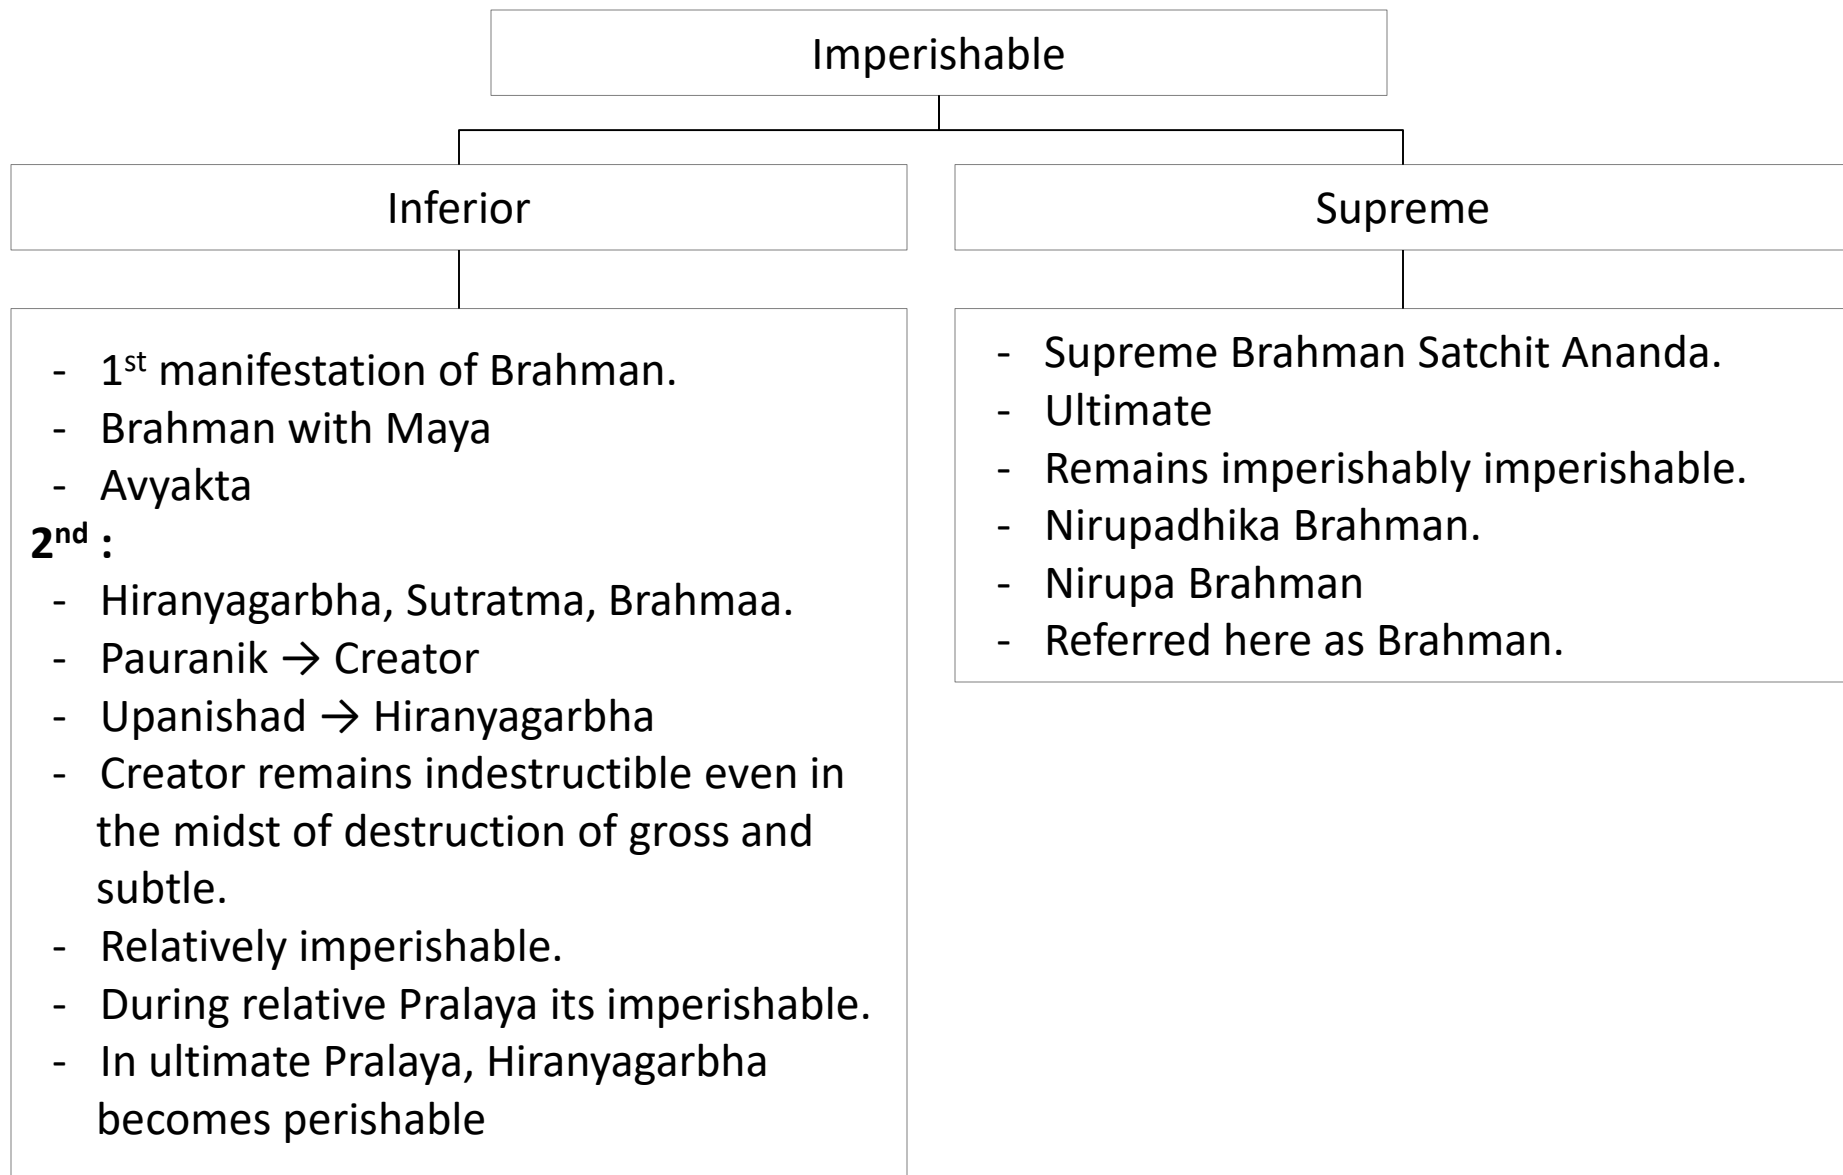 Imperishable
Inferior
- 1st manifestation of Brahman.
- Brahman with Maya
- Avyakta
2nd :
- Hiranyagarbha, Sutratma, Brahmaa.
- Pauranik → Creator
- Upanishad → Hiranyagarbha
- Creator remains indestructible even in
the midst of destruction of gross and
subtle.
- Relatively imperishable.
- During relative Pralaya its imperishable.
- In ultimate Pralaya, Hiranyagarbha
becomes perishable
Supreme
- Supreme Brahman Satchit Ananda.
- Ultimate
- Remains imperishably imperishable.
- Nirupadhika Brahman.
- Nirupa Brahman
- Referred here as Brahman.